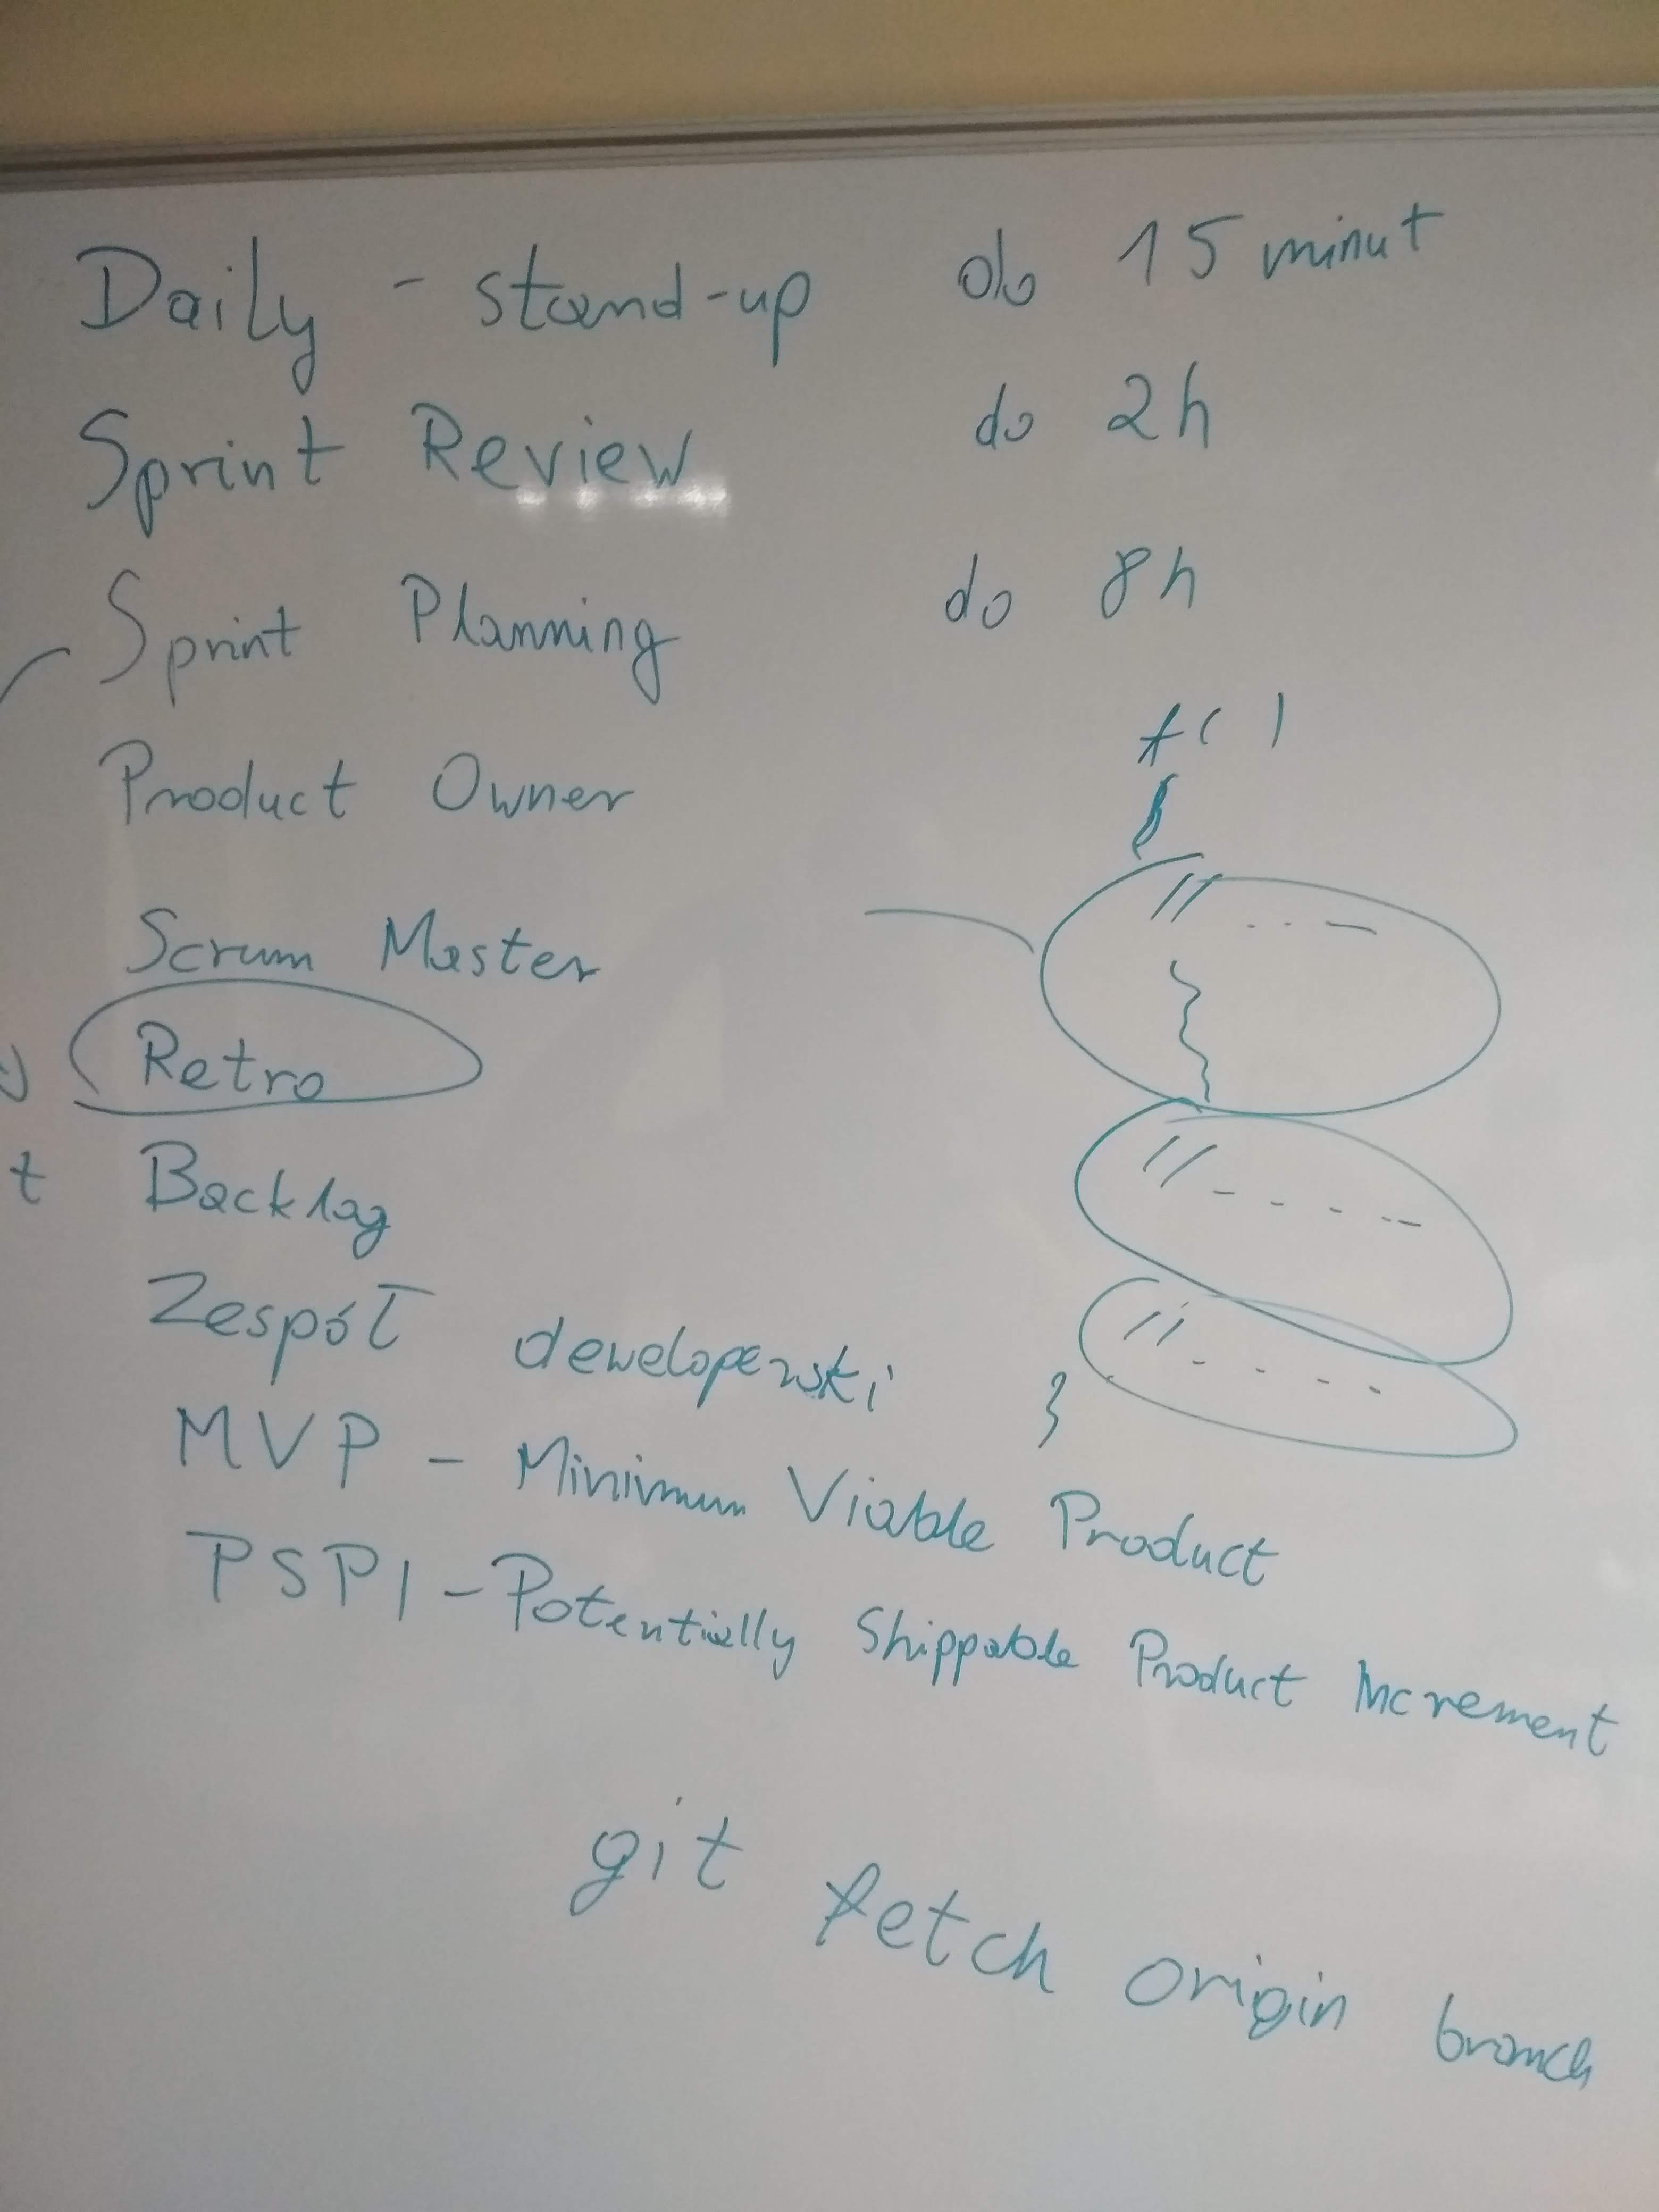 Daily - stand-up do 15 minut
Sprint Review do 2h
Sprint Planning do 8h
Product Owner
f( )
{
Scrum Master
// . . . —
Retro
t Backlog
// - - - - -
Zespół deweloperski
// - - - -
}
MVP - Minimum Viable Product
PSPI - Potentially Shippable Product Increment
git fetch origin branch